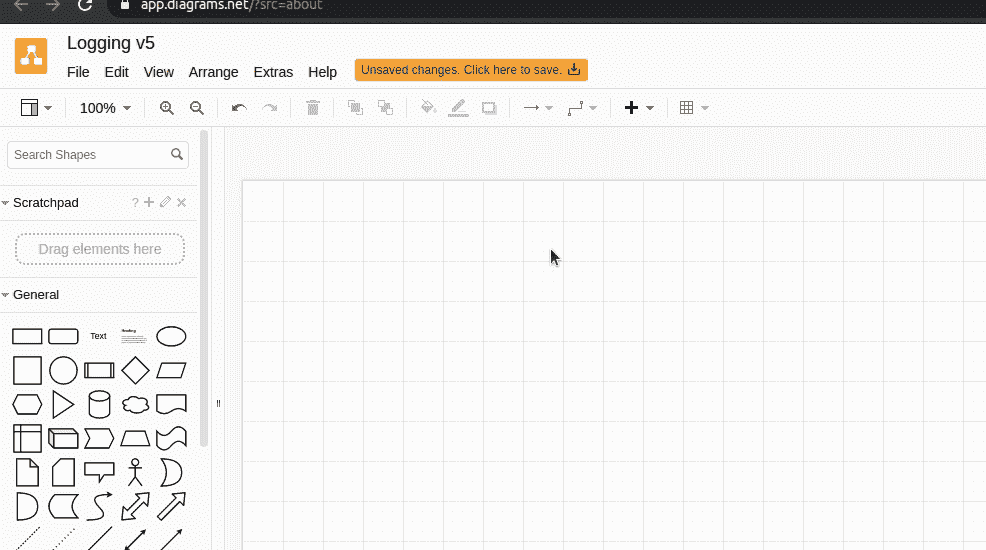 app.diagrams.net/?src=about
Logging v5
File Edit View Arrange Extras Help Unsaved changes. Click here to save.
100%
Search Shapes
Scratchpad ?
Drag elements here
General
Text
Heading